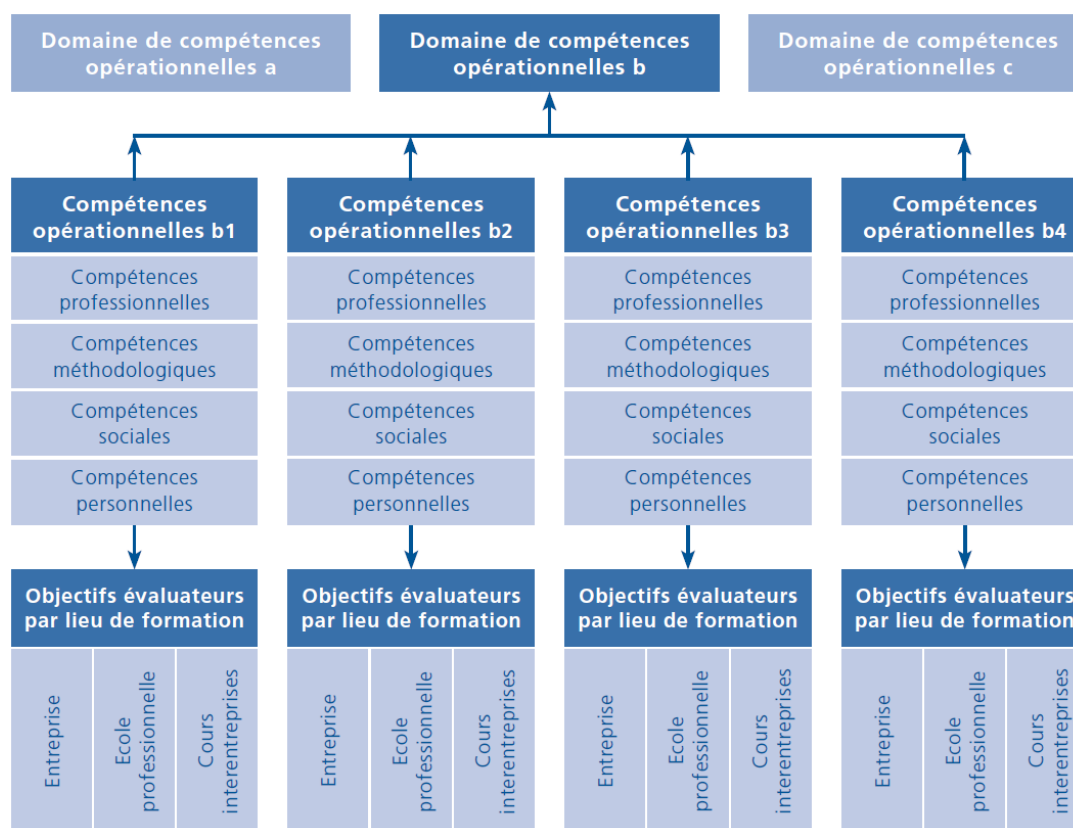 Domaine de compétences
opérationnelles a
Domaine de compétences
opérationnelles b
Domaine de compétences
opérationnelles c
Compétences
opérationnelles b1
Compétences
opérationnelles b2
Compétences
opérationnelles b3
Compétences
opérationnelles b4
Compétences
professionnelles
Compétences
professionnelles
Compétences
professionnelles
Compétences
professionnelles
Compétences
méthodologiques
Compétences
méthodologiques
Compétences
méthodologiques
Compétences
méthodologiques
Compétences
sociales
Compétences
sociales
Compétences
sociales
Compétences
sociales
Compétences
personnelles
Compétences
personnelles
Compétences
personnelles
Compétences
personnelles
Objectifs évaluateurs
par lieu de formation
Objectifs évaluateurs
par lieu de formation
Objectifs évaluateurs
par lieu de formation
Objectifs évaluateurs
par lieu de formation
Entreprise
Ecole
professionnelle
Cours
interentreprises
Entreprise
Ecole
professionnelle
Cours
interentreprises
Entreprise
Ecole
professionnelle
Cours
interentreprises
Entreprise
Ecole
professionnelle
Cours
interentreprises